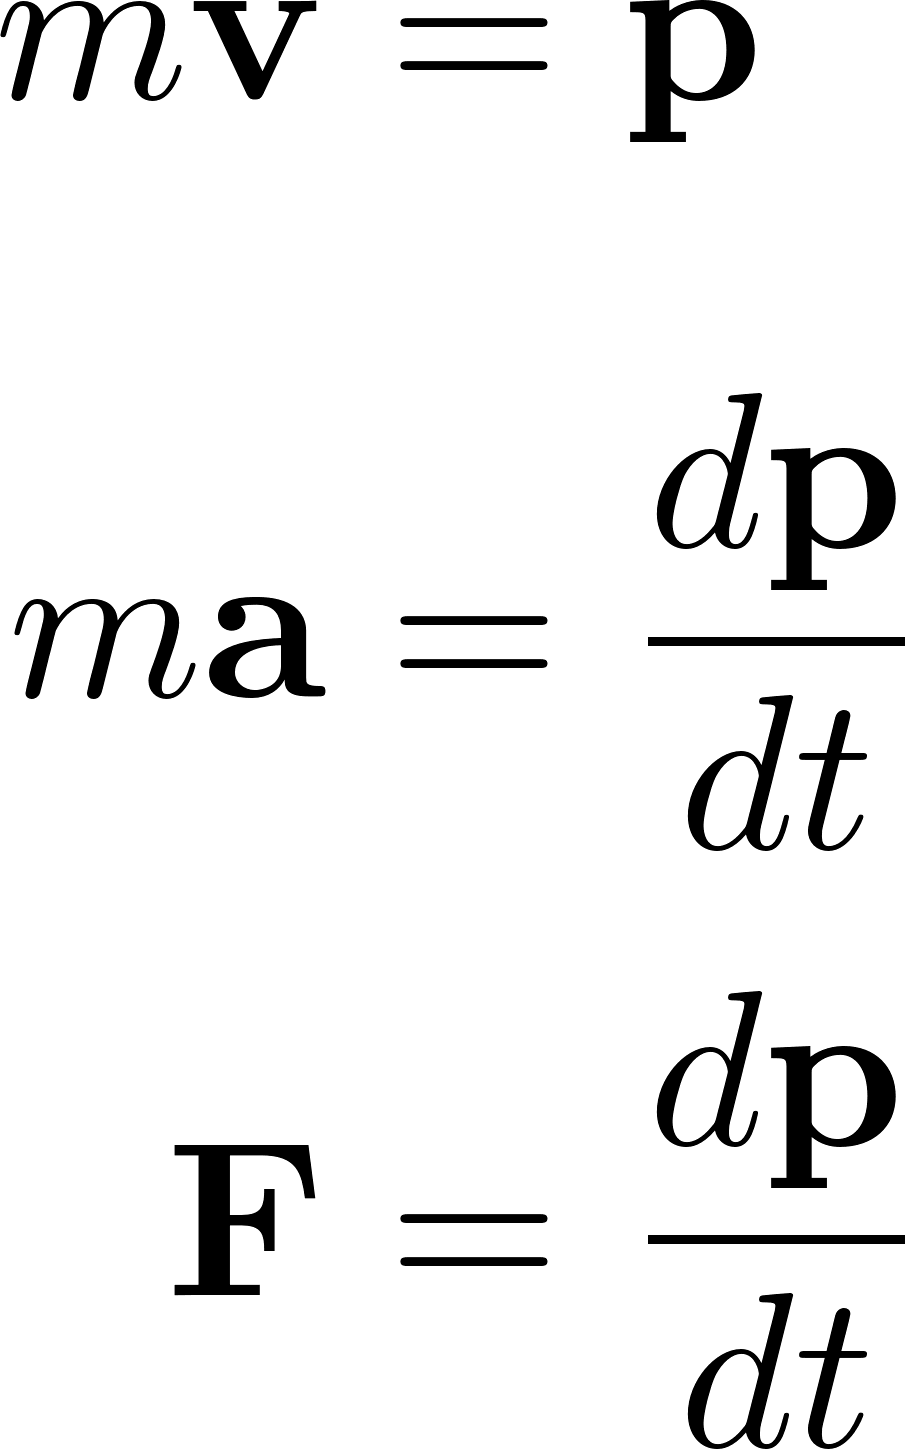 m𝐯 = 𝐩
m𝐚 = d𝐩/dt
𝐅 = d𝐩/dt